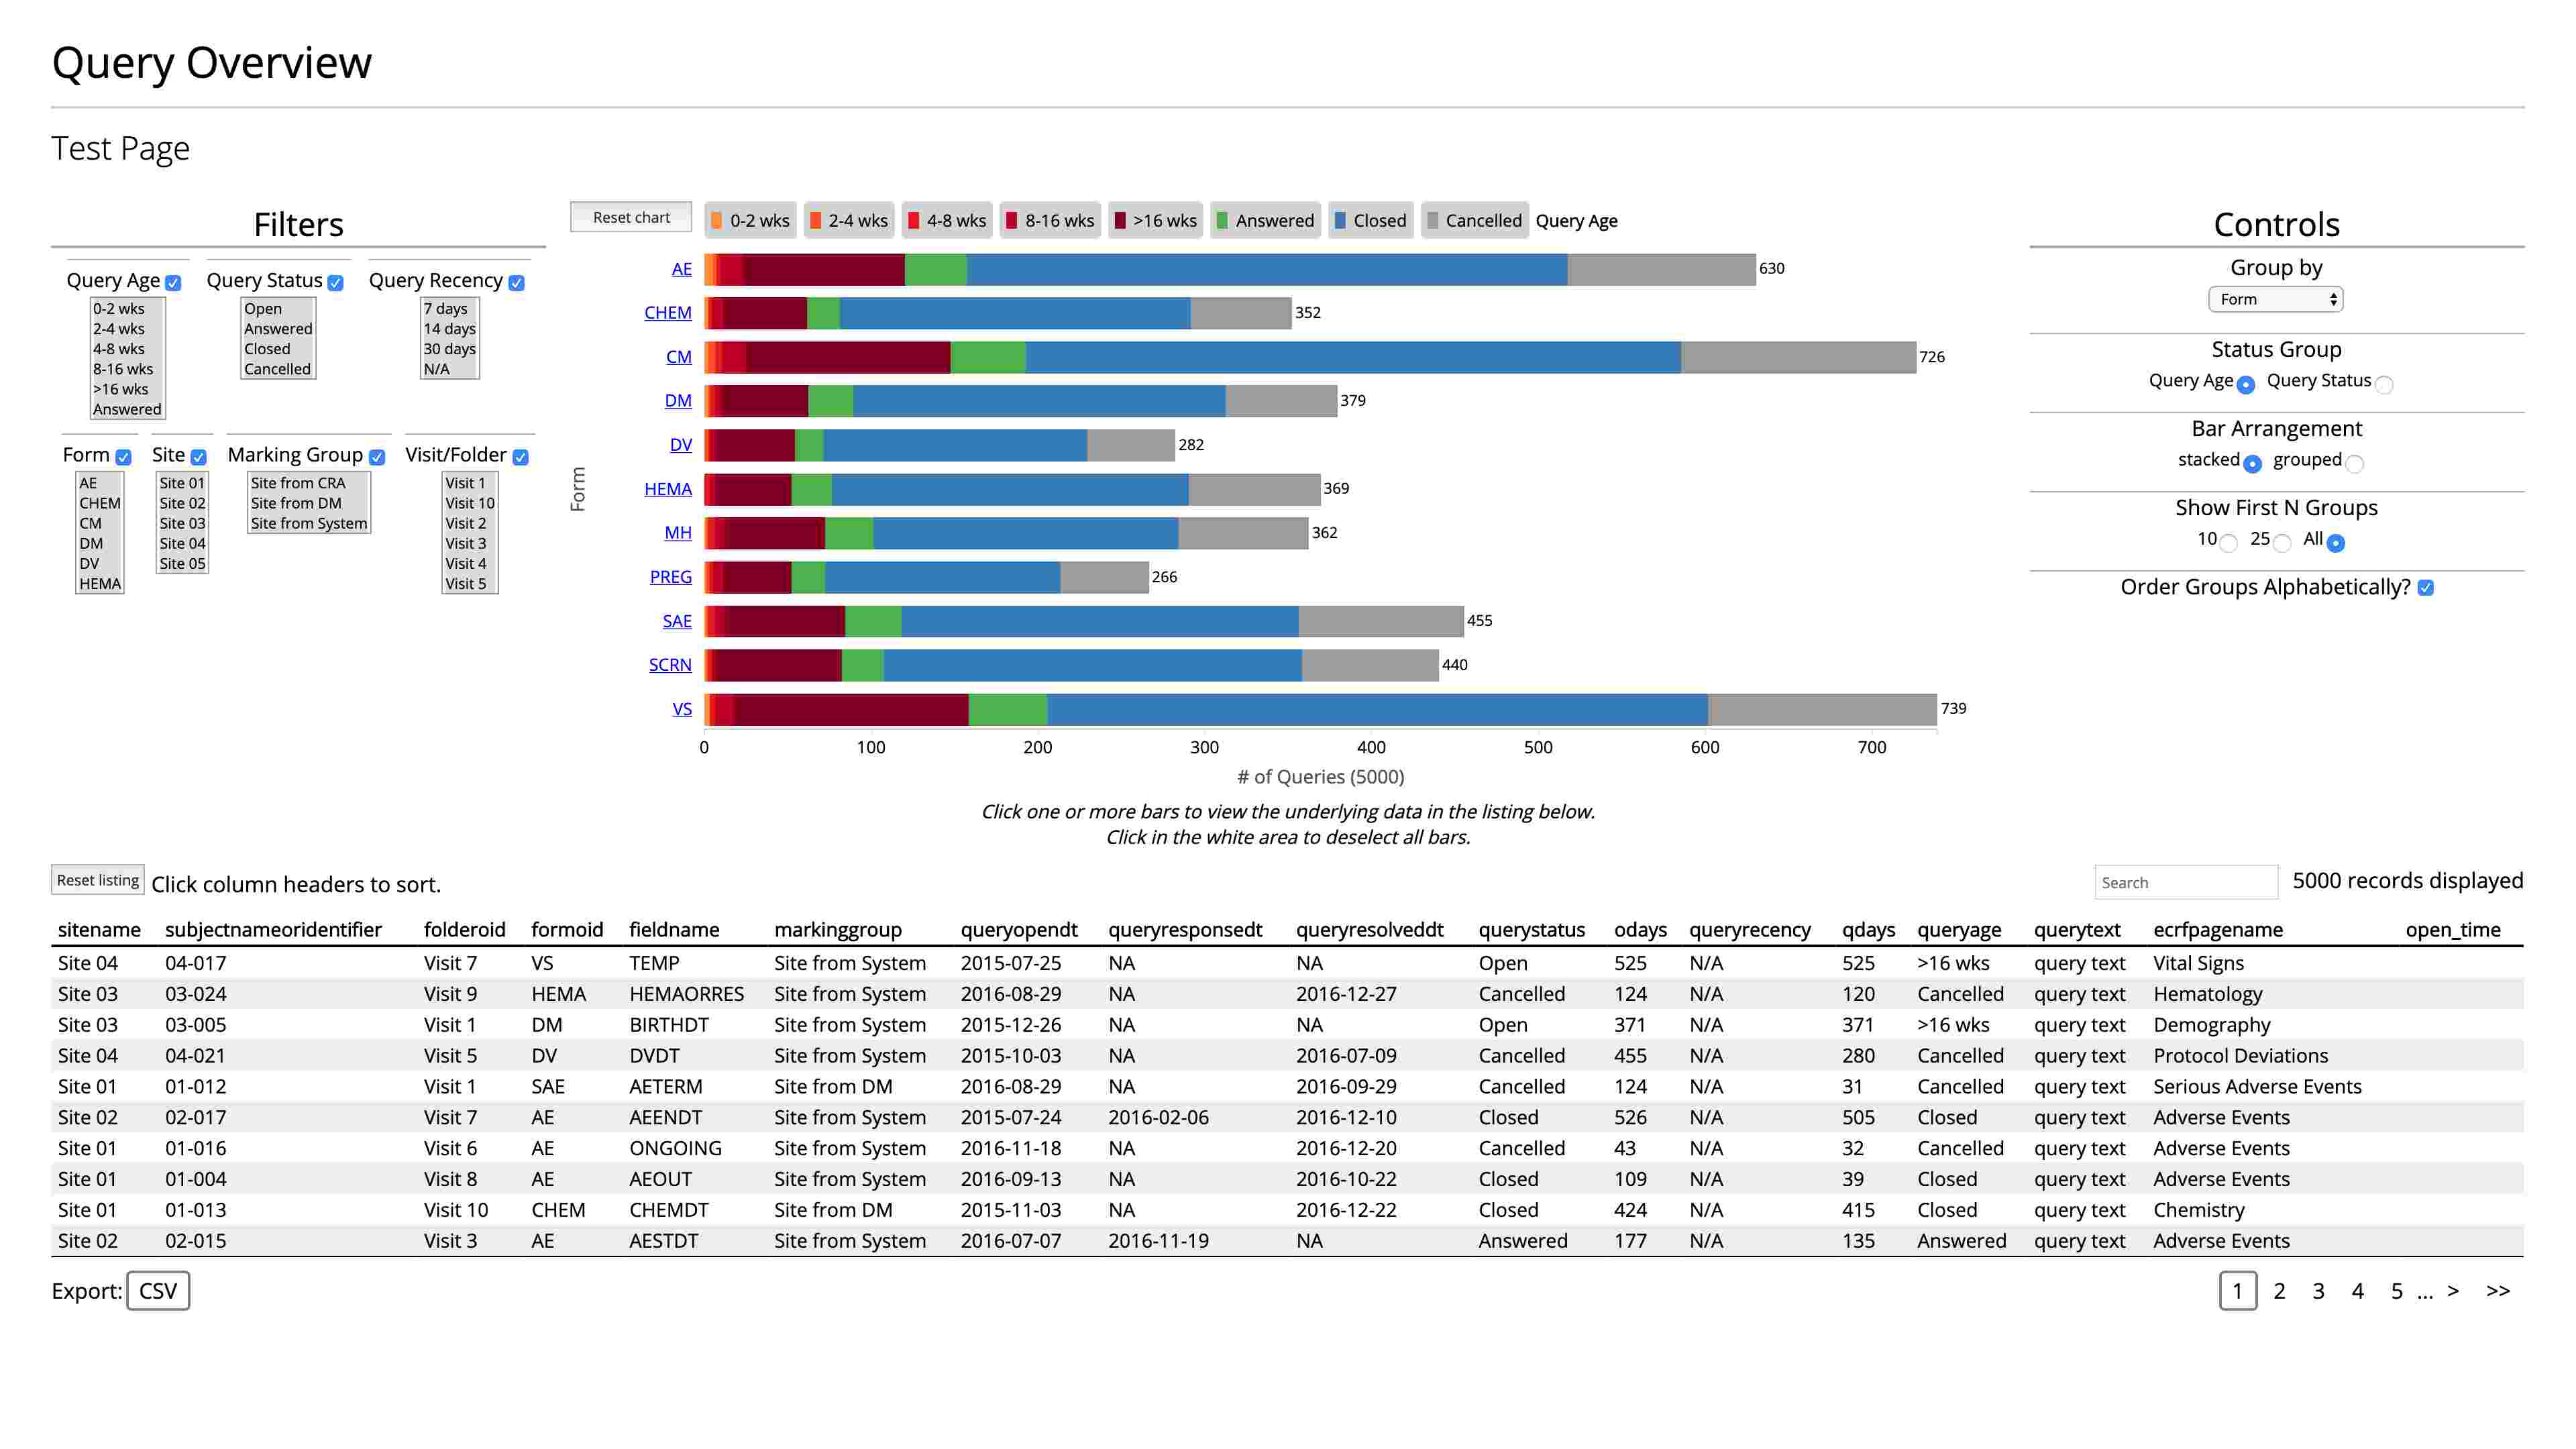 Query Overview
Test Page
Filters
Query Age
0-2 wks
2-4 wks
4-8 wks
8-16 wks
>16 wks
Answered
Query Status
Open
Answered
Closed
Cancelled
Query Recency
7 days
14 days
30 days
N/A
Form
AE
CHEM
CM
DM
DV
HEMA
Site
Site 01
Site 02
Site 03
Site 04
Site 05
Marking Group
Site from CRA
Site from DM
Site from System
Visit/Folder
Visit 1
Visit 10
Visit 2
Visit 3
Visit 4
Visit 5
Reset chart
0-2 wks 2-4 wks 4-8 wks 8-16 wks >16 wks Answered Closed Cancelled Query Age
Form
AE 630
CHEM 352
CM 726
DM 379
DV 282
HEMA 369
MH 362
PREG 266
SAE 455
SCRN 440
VS 739
0 100 200 300 400 500 600 700
# of Queries (5000)
Controls
Group by
Form
Status Group
Query Age Query Status
Bar Arrangement
stacked grouped
Show First N Groups
10 25 All
Order Groups Alphabetically?
Click one or more bars to view the underlying data in the listing below.
Click in the white area to deselect all bars.
Reset listing Click column headers to sort. Search 5000 records displayed
sitename subjectnameoridentifier folderoid formoid fieldname markinggroup queryopendt queryresponsedt queryresolveddt querystatus odays queryrecency qdays queryage querytext ecrfpagename open_time
Site 04 04-017 Visit 7 VS TEMP Site from System 2015-07-25 NA NA Open 525 N/A 525 >16 wks query text Vital Signs
Site 03 03-024 Visit 9 HEMA HEMAORRES Site from System 2016-08-29 NA 2016-12-27 Cancelled 124 N/A 120 Cancelled query text Hematology
Site 03 03-005 Visit 1 DM BIRTHDT Site from System 2015-12-26 NA NA Open 371 N/A 371 >16 wks query text Demography
Site 04 04-021 Visit 5 DV DVDT Site from System 2015-10-03 NA 2016-07-09 Cancelled 455 N/A 280 Cancelled query text Protocol Deviations
Site 01 01-012 Visit 1 SAE AETERM Site from DM 2016-08-29 NA 2016-09-29 Cancelled 124 N/A 31 Cancelled query text Serious Adverse Events
Site 02 02-017 Visit 7 AE AEENDT Site from System 2015-07-24 2016-02-06 2016-12-10 Closed 526 N/A 505 Closed query text Adverse Events
Site 01 01-016 Visit 6 AE ONGOING Site from System 2016-11-18 NA 2016-12-20 Cancelled 43 N/A 32 Cancelled query text Adverse Events
Site 01 01-004 Visit 8 AE AEOUT Site from System 2016-09-13 NA 2016-10-22 Closed 109 N/A 39 Closed query text Adverse Events
Site 01 01-013 Visit 10 CHEM CHEMDT Site from DM 2015-11-03 NA 2016-12-22 Closed 424 N/A 415 Closed query text Chemistry
Site 02 02-015 Visit 3 AE AESTDT Site from System 2016-07-07 2016-11-19 NA Answered 177 N/A 135 Answered query text Adverse Events
Export: CSV 1 2 3 4 5 ... > >>